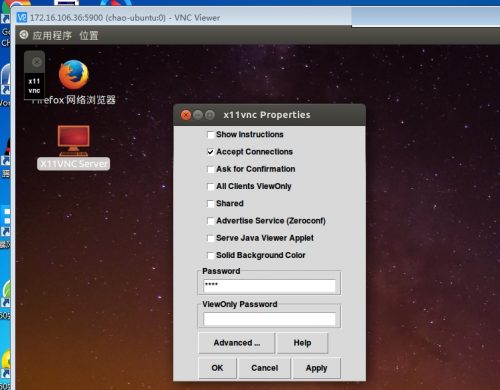 172.16.106.36:5900 (chao-ubuntu:0) - VNC Viewer
应用程序 位置
x11
vnc
Firefox 网络浏览器
X11VNC Server
x11vnc Properties
Show Instructions
Accept Connections
Ask for Confirmation
All Clients ViewOnly
Shared
Advertise Service (Zeroconf)
Serve Java Viewer Applet
Solid Background Color
Password
****
ViewOnly Password
Advanced ... Help
OK Cancel Apply